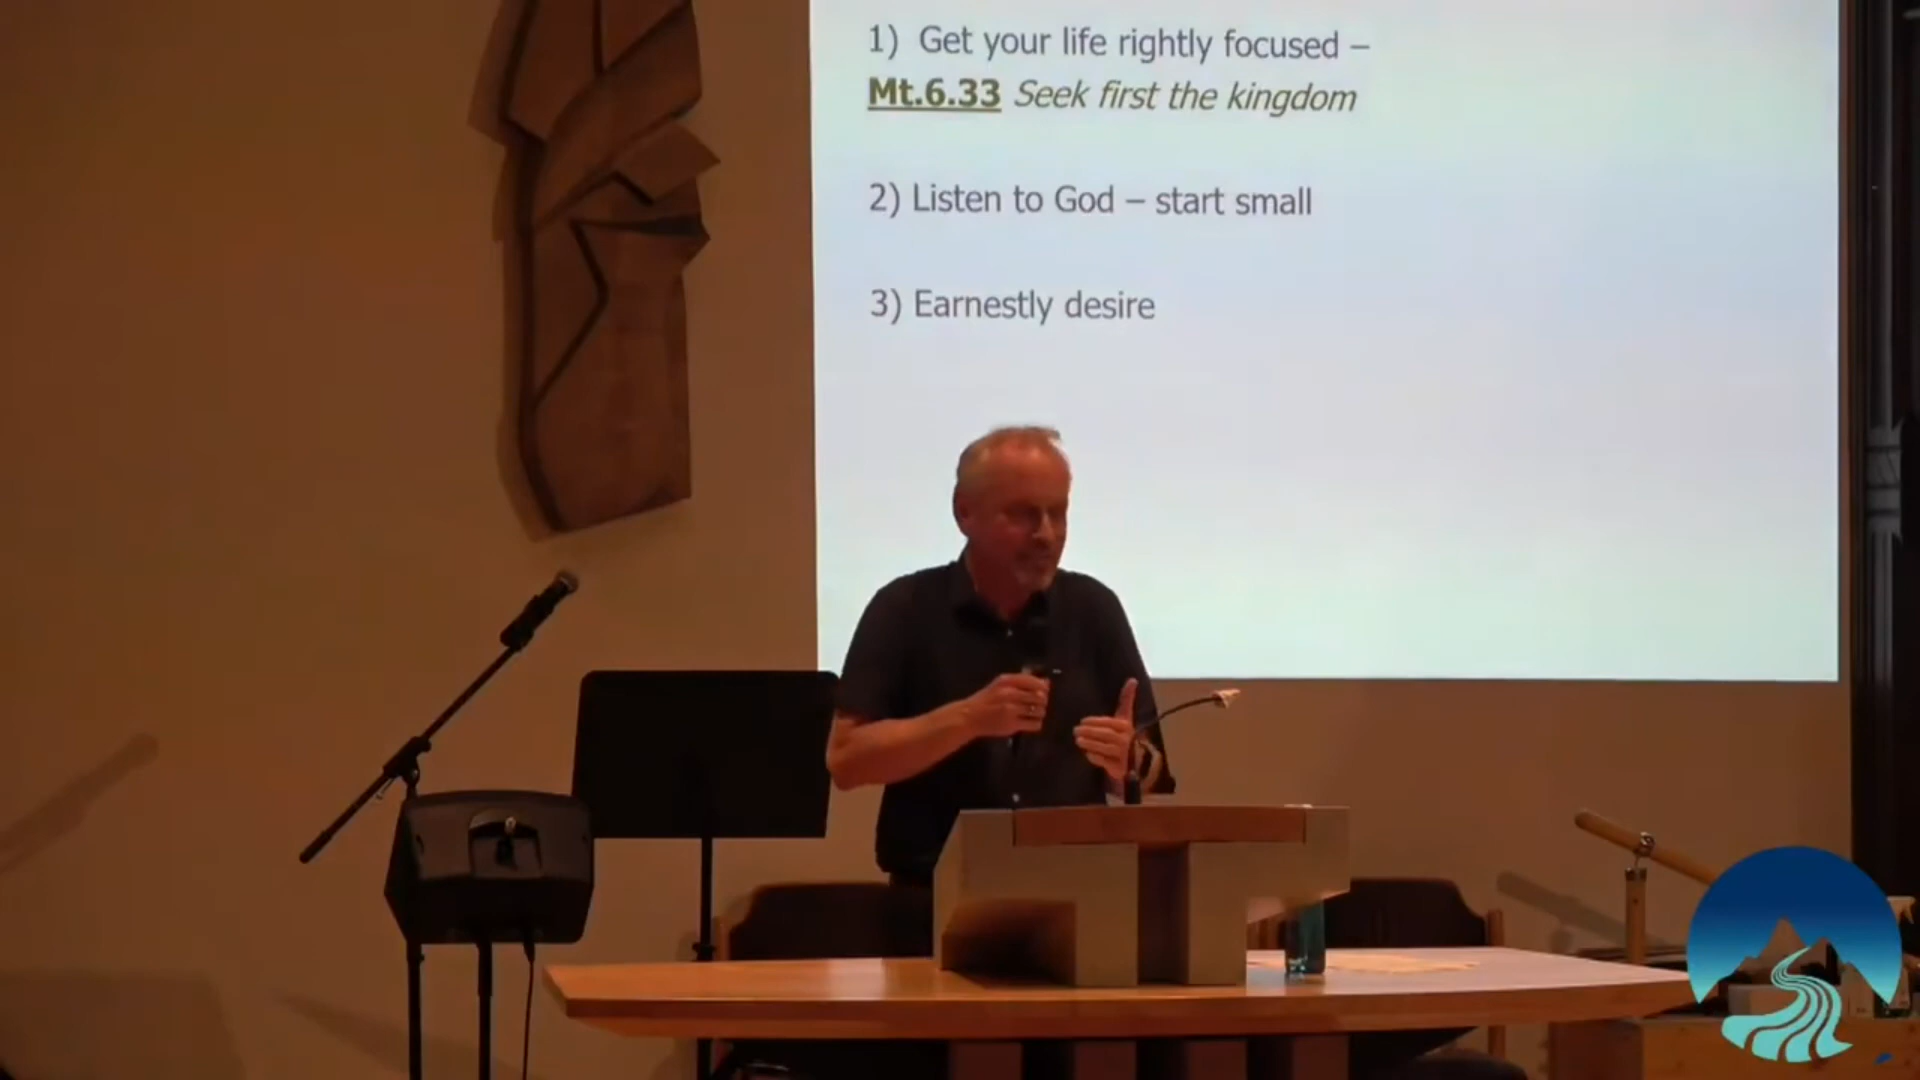 1) Get your life rightly focused –
Mt.6.33 Seek first the kingdom
2) Listen to God – start small
3) Earnestly desire